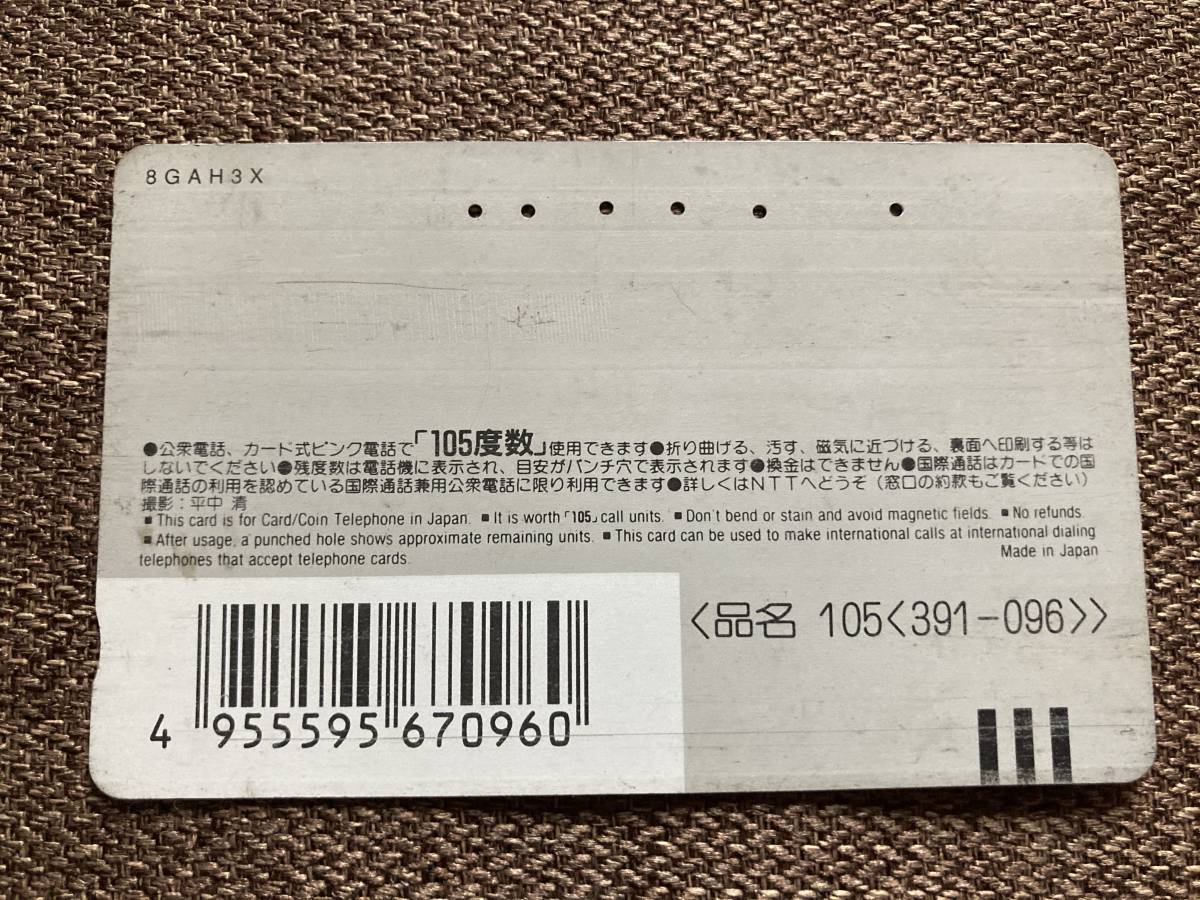 8GAH3X
●公衆電話、カード式ピンク電話で「105度数」使用できます●折り曲げる、汚す、磁気に近づける、裏面へ印刷する等は
しないでください●残度数は電話機に表示され、目安がパンチ穴で表示されます●換金はできません●国際通話はカードでの国
際通話の利用を認めている国際通話兼用公衆電話に限り利用できます●詳しくはNTTへどうぞ（窓口の約款もご覧ください）
撮影：平中 清
■This card is for Card/Coin Telephone in Japan. ■It is worth「105」call units. ■Don't bend or stain and avoid magnetic fields. ■No refunds.
■After usage, a punched hole shows approximate remaining units. ■This card can be used to make international calls at international dialing
telephones that accept telephone cards.
Made in Japan
<品名 105<391-096>>
4 955595 670960